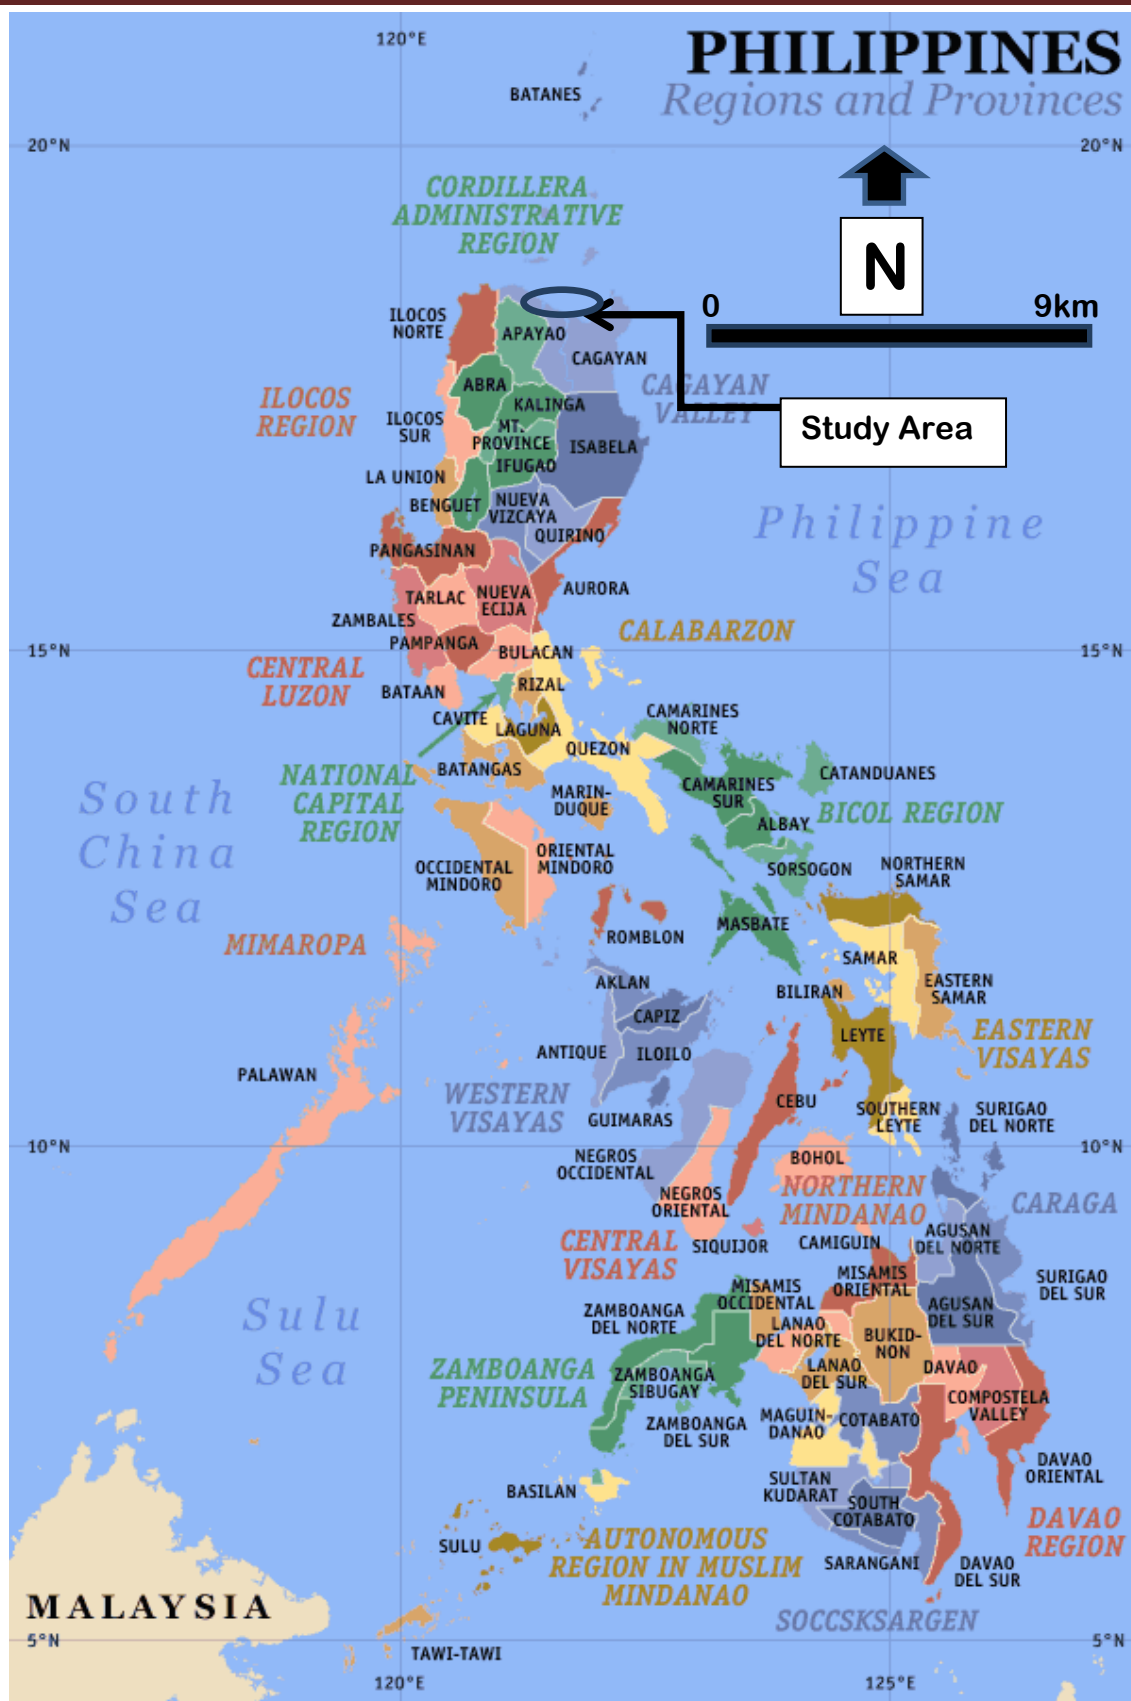 120°E
PHILIPPINES
Regions and Provinces
BATANES
20°N
20°N
CORDILLERA
ADMINISTRATIVE
REGION
N
0
9km
ILOCOS
NORTE
APAYAO
CAGAYAN
ABRA
CAGAYAN
VALLEY
ILOCOS
REGION
KALINGA
ILOCOS
SUR
MT.
PROVINCE
Study Area
ISABELA
IFUGAO
LA UNION
BENGUET
NUEVA
VIZCAYA
QUIRINO
Philippine
Sea
PANGASINAN
AURORA
TARLAC
NUEVA
ECIJA
ZAMBALES
CALABARZON
PAMPANGA
BULACAN
15°N
15°N
CENTRAL
LUZON
BATAAN
RIZAL
CAVITE
LAGUNA
CAMARINES
NORTE
QUEZON
BATANGAS
CATANDUANES
NATIONAL
CAPITAL
REGION
MARIN-
DUQUE
CAMARINES
SUR
BICOL REGION
ALBAY
South
China
Sea
ORIENTAL
MINDORO
OCCIDENTAL
MINDORO
SORSOGON
NORTHERN
SAMAR
MASBATE
ROMBLON
MIMAROPA
SAMAR
AKLAN
BILIRAN
EASTERN
SAMAR
CAPIZ
LEYTE
EASTERN
VISAYAS
ANTIQUE
ILOILO
PALAWAN
WESTERN
VISAYAS
CEBU
GUIMARAS
SOUTHERN
LEYTE
SURIGAO
DEL NORTE
10°N
10°N
NEGROS
OCCIDENTAL
BOHOL
NORTHERN
MINDANAO
NEGROS
ORIENTAL
CARAGA
CENTRAL
VISAYAS
SIQUIJOR
CAMIGUIN
AGUSAN
DEL NORTE
MISAMIS
ORIENTAL
SURIGAO
DEL SUR
MISAMIS
OCCIDENTAL
AGUSAN
DEL SUR
Sulu
Sea
ZAMBOANGA
DEL NORTE
LANAO
DEL NORTE
BUKID-
NON
ZAMBOANGA
PENINSULA
ZAMBOANGA
SIBUGAY
LANAO
DEL SUR
DAVAO
COMPOSTELA
VALLEY
ZAMBOANGA
DEL SUR
MAGUIN-
DANAO
COTABATO
DAVAO
ORIENTAL
BASILAN
SULTAN
KUDARAT
SOUTH
COTABATO
DAVAO
REGION
SULU
AUTONOMOUS
REGION IN MUSLIM
MINDANAO
SARANGANI
DAVAO
DEL SUR
MALAYSIA
SOCCSKSARGEN
5°N
5°N
TAWI-TAWI
120°E
125°E